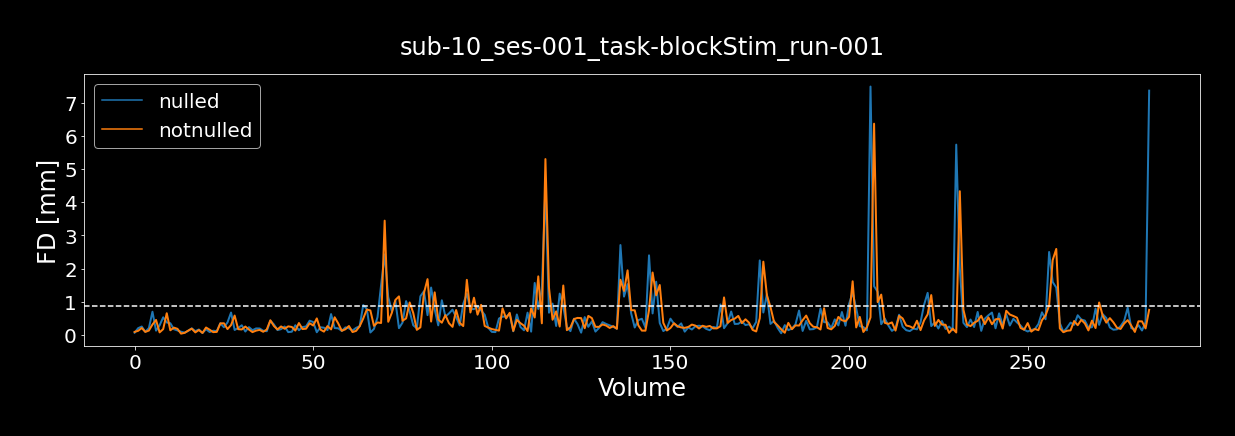 sub-10_ses-001_task-blockStim_run-001
nulled
notnulled
FD [mm]
7
6
5
4
3
2
1
0
0 50 100 150 200 250
Volume